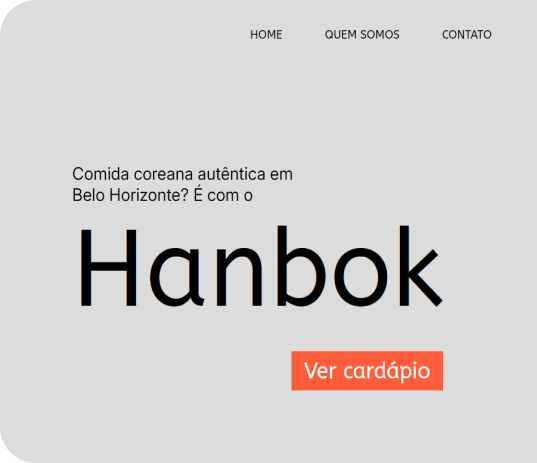 HOME QUEM SOMOS CONTATO
Comida coreana autêntica em
Belo Horizonte? É com o
Hanbok
Ver cardápio